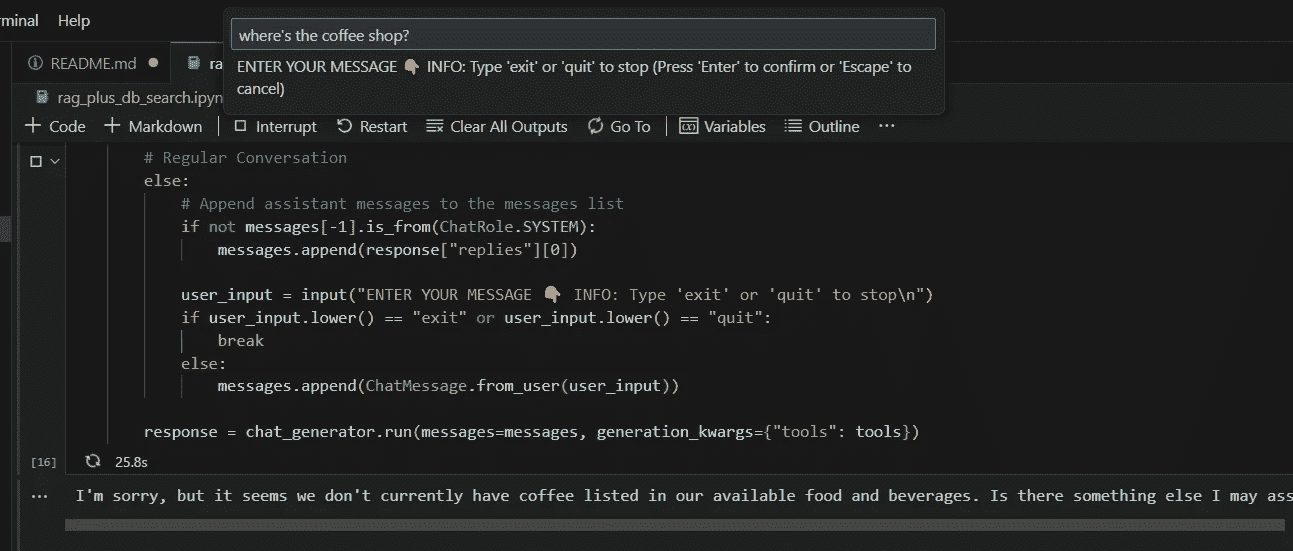 rminal Help
where's the coffee shop?
ENTER YOUR MESSAGE 👇🏽 INFO: Type 'exit' or 'quit' to stop (Press 'Enter' to confirm or 'Escape' to
cancel)
README.md
ra
rag_plus_db_search.ipyn
Code Markdown Interrupt Restart Clear All Outputs Go To Variables Outline ...
# Regular Conversation
else:
# Append assistant messages to the messages list
if not messages[-1].is_from(ChatRole.SYSTEM):
messages.append(response["replies"][0])
user_input = input("ENTER YOUR MESSAGE 👇🏽 INFO: Type 'exit' or 'quit' to stop\n")
if user_input.lower() == "exit" or user_input.lower() == "quit":
break
else:
messages.append(ChatMessage.from_user(user_input))
response = chat_generator.run(messages=messages, generation_kwargs={"tools": tools})
[16] 25.8s
... I'm sorry, but it seems we don't currently have coffee listed in our available food and beverages. Is there something else I may ass